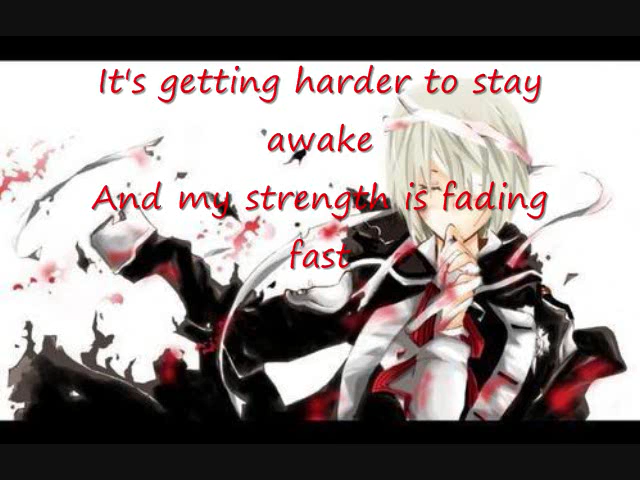 It's getting harder to stay
awake
And my strength is fading
fast